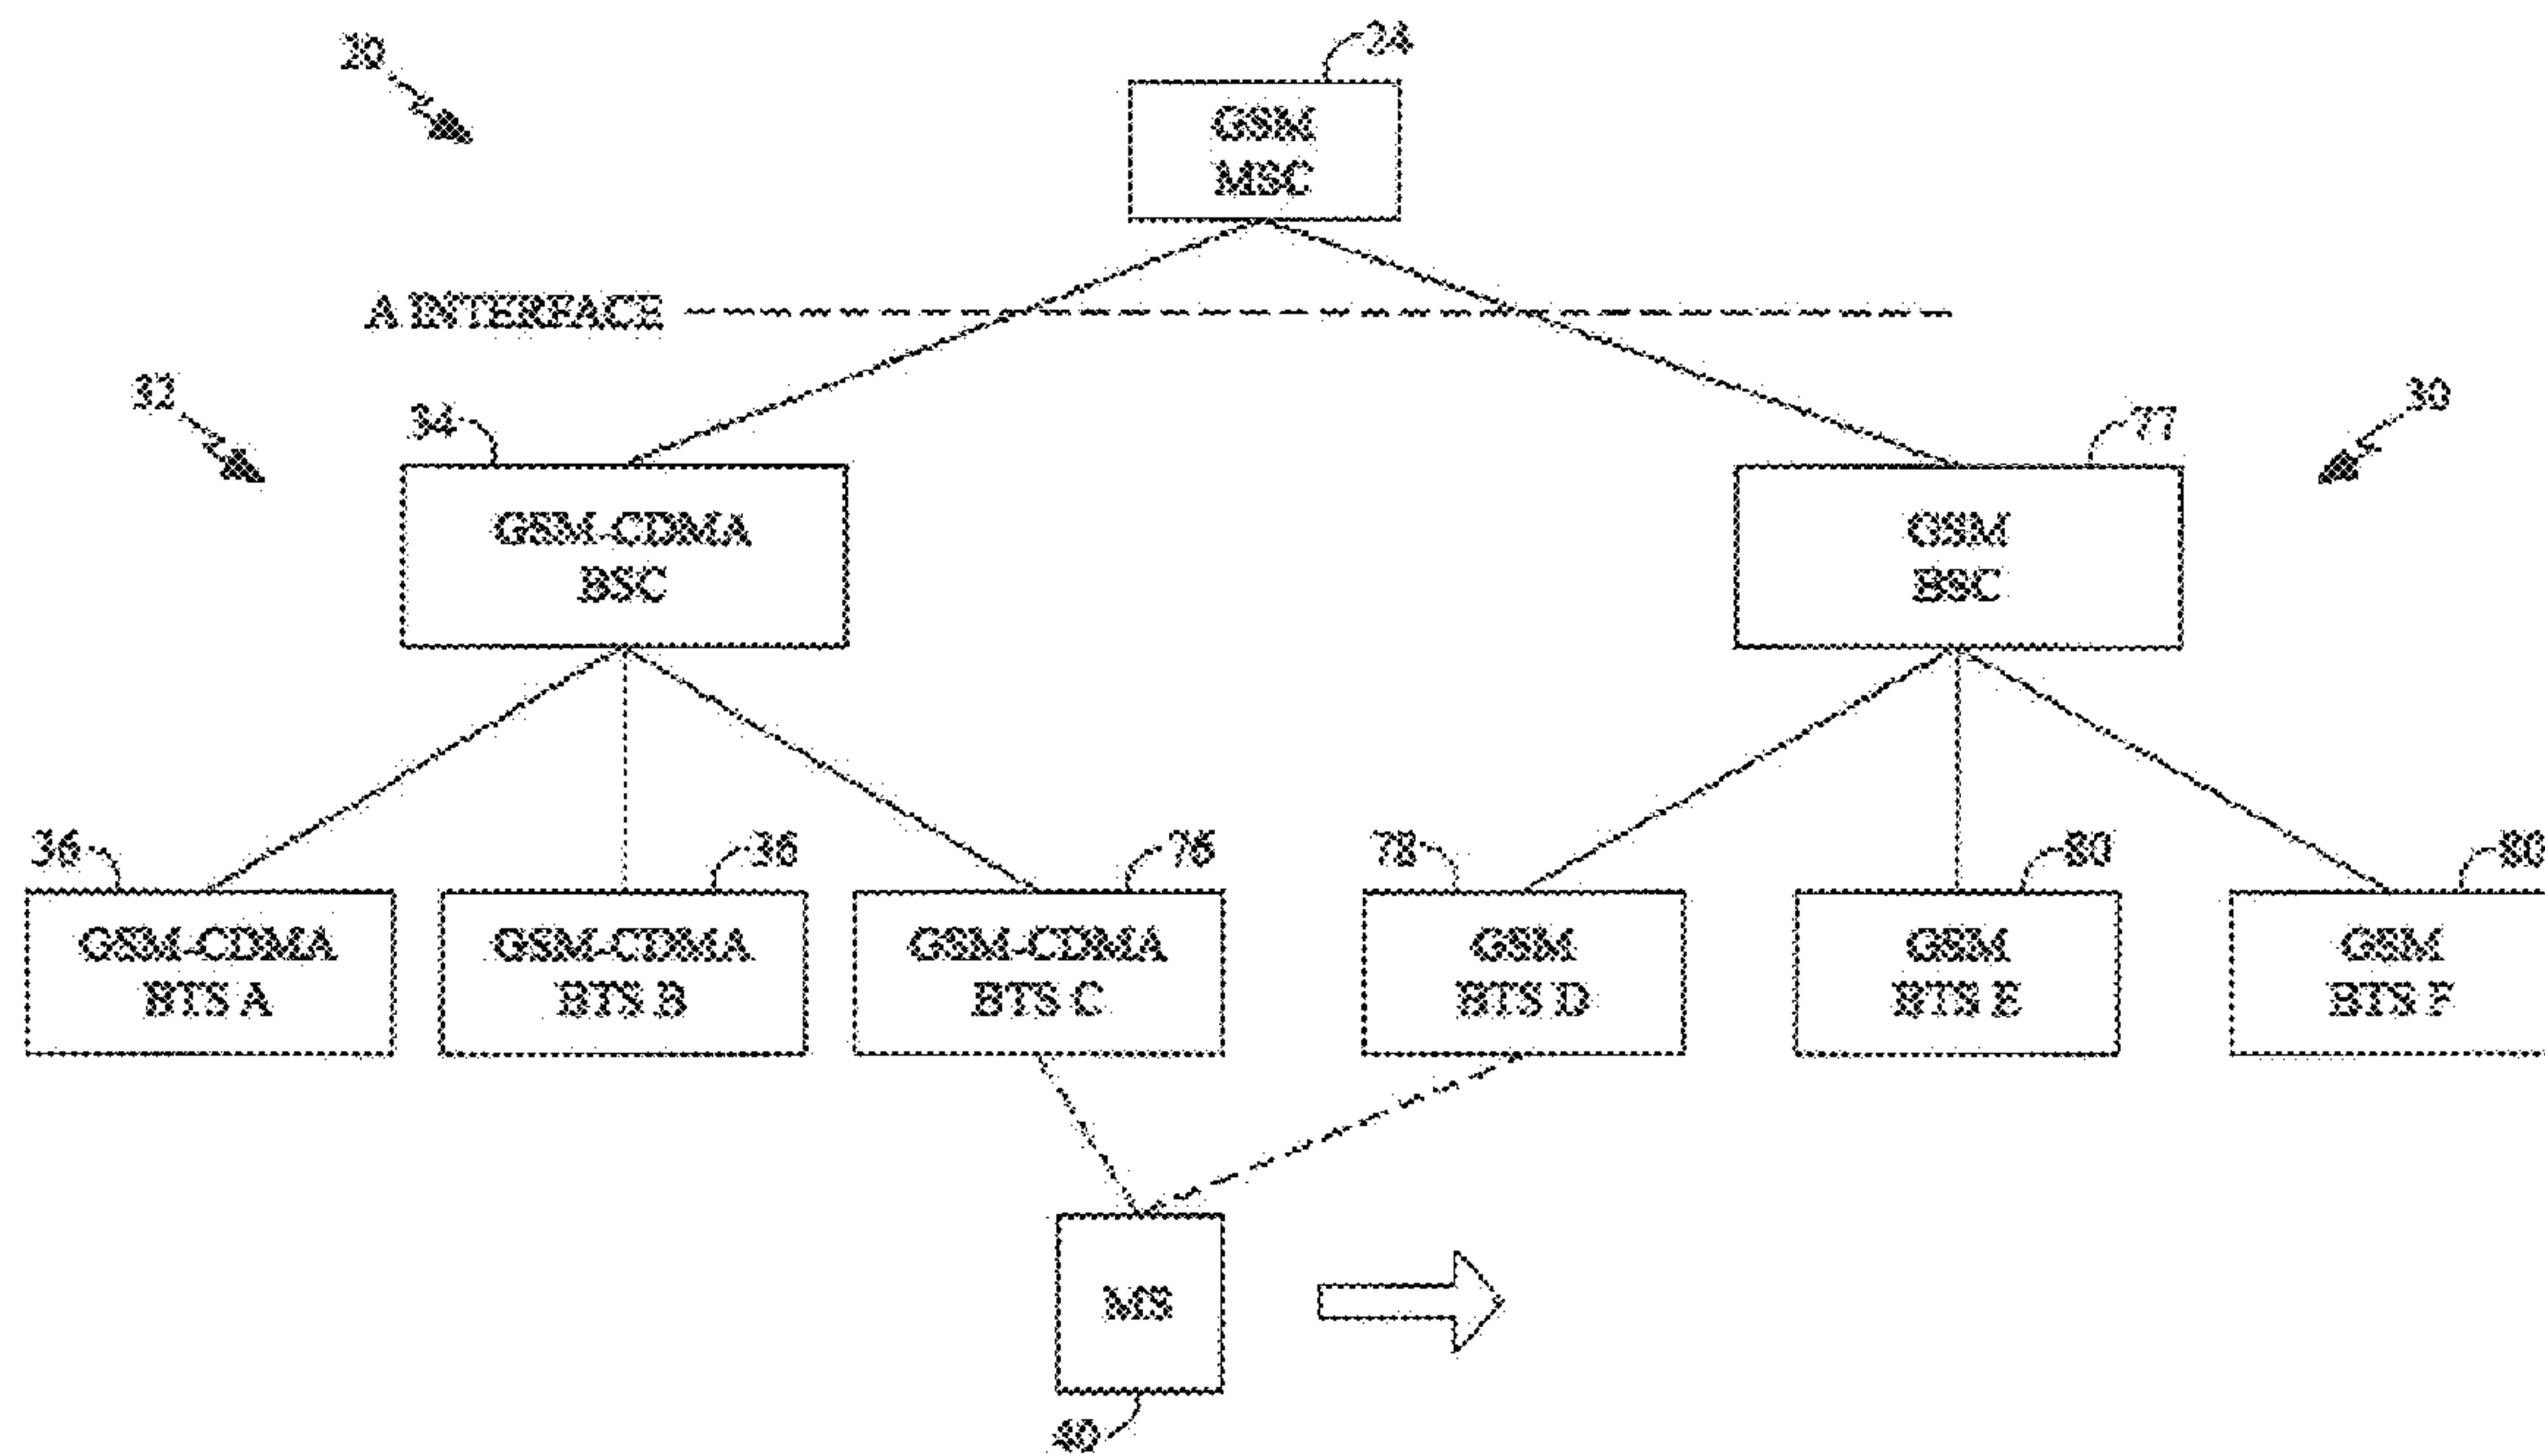 20
24
GSM
MSC
A INTERFACE
32
34
77
30
GSM-CDMA
BSC
GSM
BSC
36
36
76
78
80
80
GSM-CDMA
BTS A
GSM-CDMA
BTS B
GSM-CDMA
BTS C
GSM
BTS D
GSM
BTS E
GSM
BTS F
MS
40